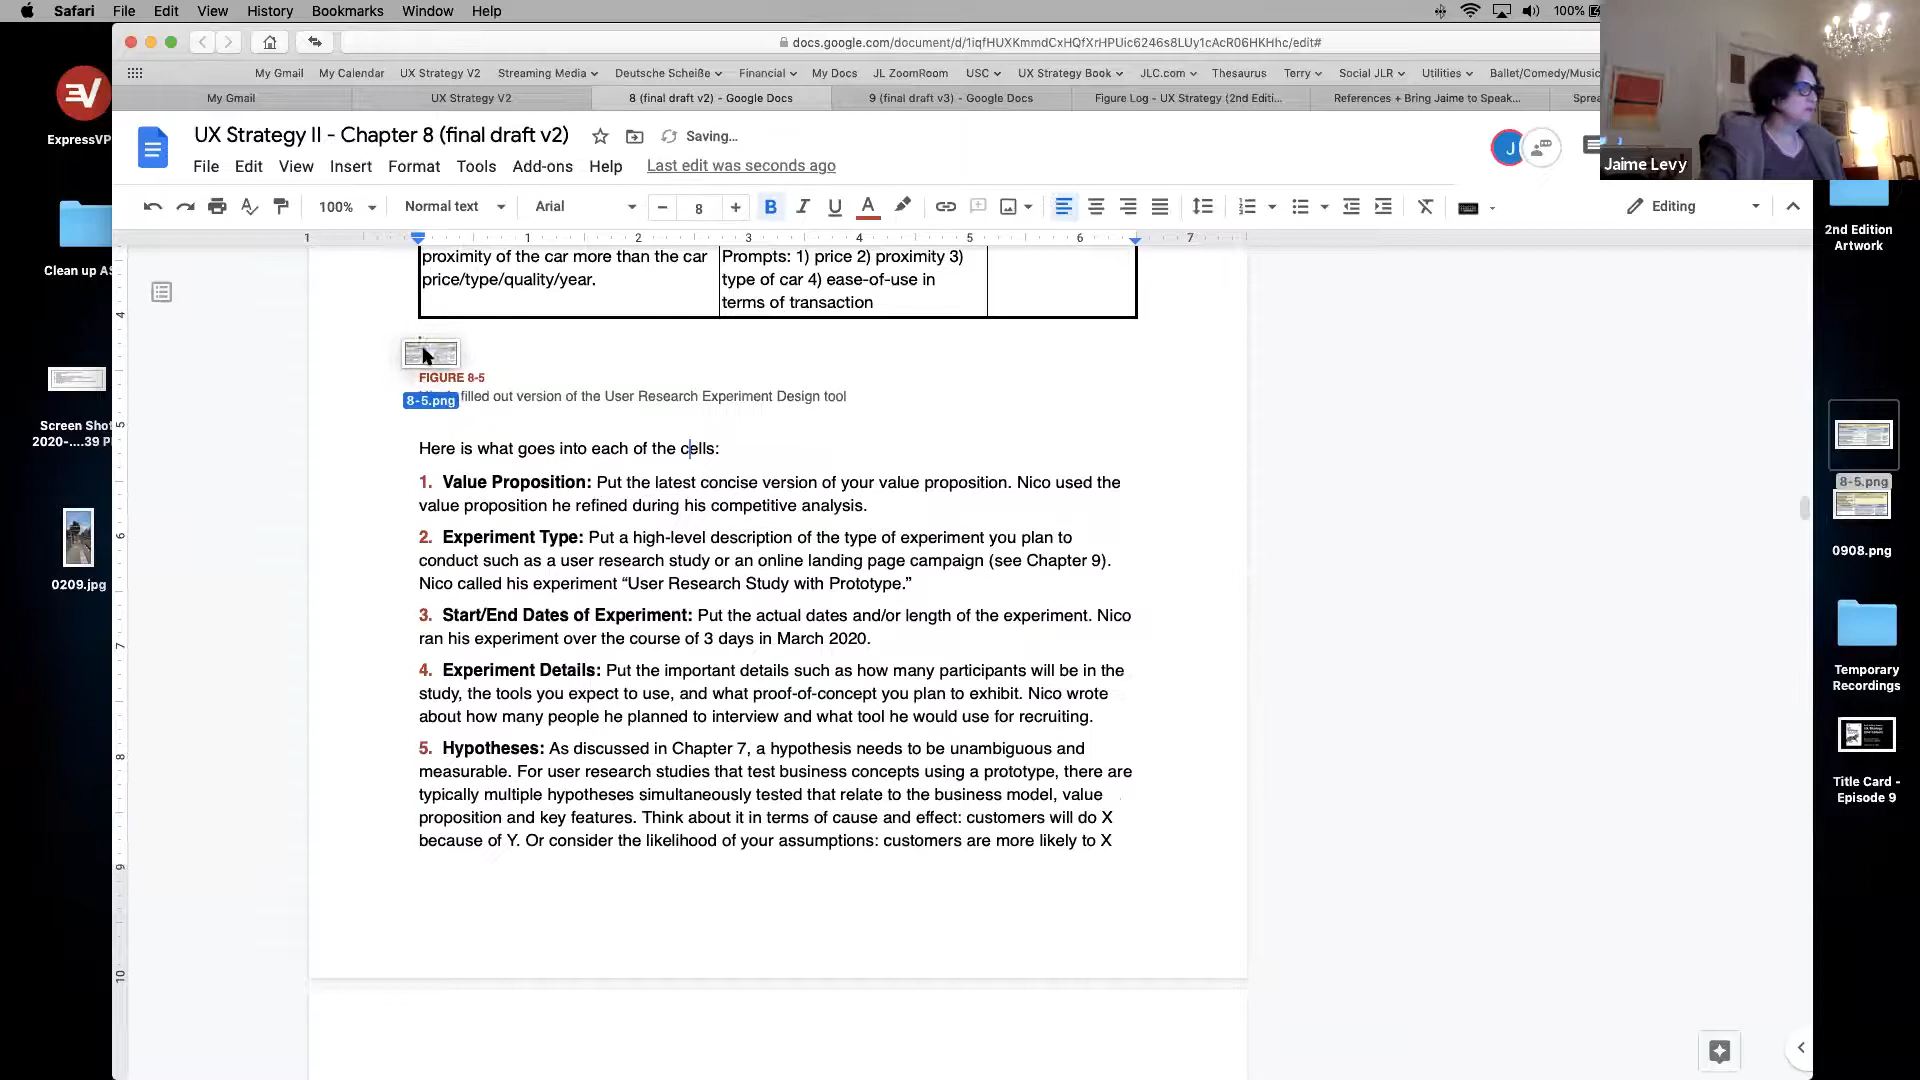 Safari File Edit View History Bookmarks Window Help 100%
docs.google.com/document/d/1iqfHUXKmmdCxHQfXrHPUic6246s8LUy1cAcR06HKHhc/edit#
My Gmail My Calendar UX Strategy V2 Streaming Media Deutsche Scheiße Financial My Docs JL ZoomRoom USC UX Strategy Book JLC.com Thesaurus Terry Social JLR Utilities Ballet/Comedy/Music
My Gmail UX Strategy V2 8 (final draft v2) - Google Docs 9 (final draft v3) - Google Docs Figure Log - UX Strategy (2nd Editi... References + Bring Jaime to Speak... Sprea
UX Strategy II - Chapter 8 (final draft v2) Saving...
J
Jaime Levy
File Edit View Insert Format Tools Add-ons Help Last edit was seconds ago
100% Normal text Arial 8 B I U A Editing
1 1 2 3 4 5 6 7
proximity of the car more than the car
price/type/quality/year.
Prompts: 1) price 2) proximity 3)
type of car 4) ease-of-use in
terms of transaction
FIGURE 8-5
filled out version of the User Research Experiment Design tool
8-5.png
Here is what goes into each of the cells:
1. Value Proposition: Put the latest concise version of your value proposition. Nico used the
value proposition he refined during his competitive analysis.
2. Experiment Type: Put a high-level description of the type of experiment you plan to
conduct such as a user research study or an online landing page campaign (see Chapter 9).
Nico called his experiment “User Research Study with Prototype.”
3. Start/End Dates of Experiment: Put the actual dates and/or length of the experiment. Nico
ran his experiment over the course of 3 days in March 2020.
4. Experiment Details: Put the important details such as how many participants will be in the
study, the tools you expect to use, and what proof-of-concept you plan to exhibit. Nico wrote
about how many people he planned to interview and what tool he would use for recruiting.
5. Hypotheses: As discussed in Chapter 7, a hypothesis needs to be unambiguous and
measurable. For user research studies that test business concepts using a prototype, there are
typically multiple hypotheses simultaneously tested that relate to the business model, value
proposition and key features. Think about it in terms of cause and effect: customers will do X
because of Y. Or consider the likelihood of your assumptions: customers are more likely to X
4
5
6
7
8
9
10
ExpressVP
Clean up AS
Screen Shot
2020-....39 P
0209.jpg
2nd Edition
Artwork
8-5.png
0908.png
Temporary
Recordings
Title Card -
Episode 9